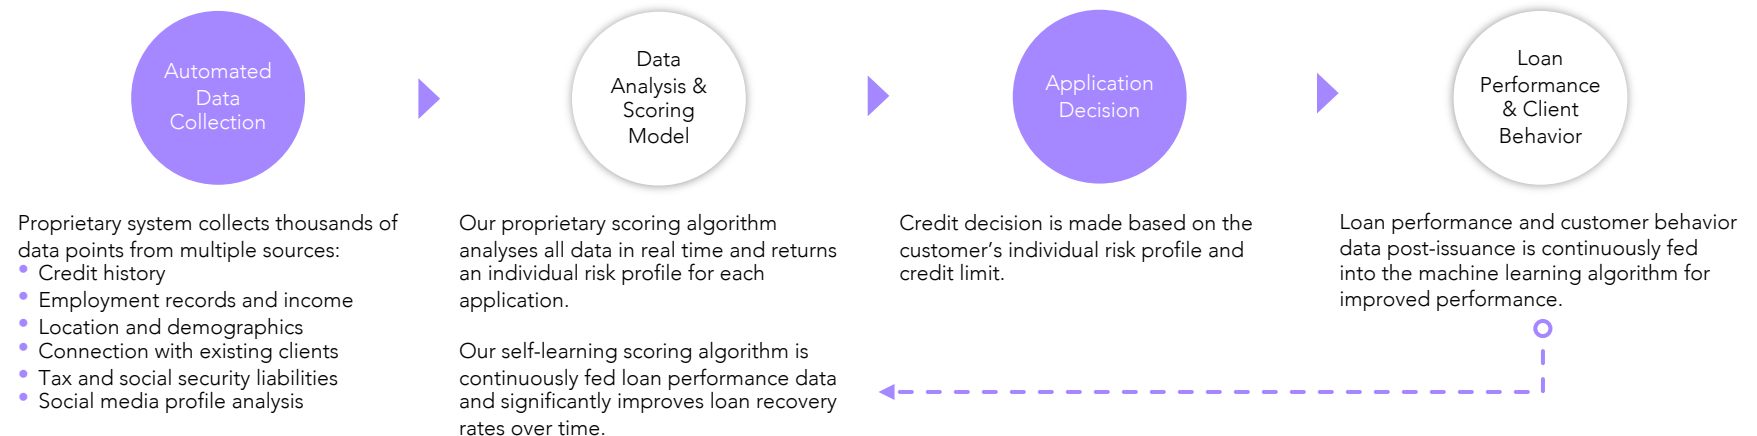 Automated
Data
Collection
Data
Analysis &
Scoring
Model
Application
Decision
Loan
Performance
& Client
Behavior
Proprietary system collects thousands of
data points from multiple sources:
• Credit history
• Employment records and income
• Location and demographics
• Connection with existing clients
• Tax and social security liabilities
• Social media profile analysis
Our proprietary scoring algorithm
analyses all data in real time and returns
an individual risk profile for each
application.
Our self-learning scoring algorithm is
continuously fed loan performance data
and significantly improves loan recovery
rates over time.
Credit decision is made based on the
customer’s individual risk profile and
credit limit.
Loan performance and customer behavior
data post-issuance is continuously fed
into the machine learning algorithm for
improved performance.